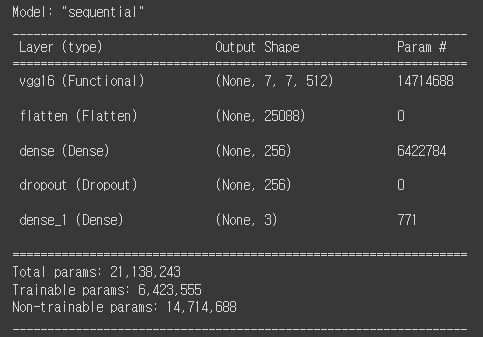 Model: "sequential"
_________________________________________________________________
Layer (type) Output Shape Param #
=================================================================
vgg16 (Functional) (None, 7, 7, 512) 14714688
flatten (Flatten) (None, 25088) 0
dense (Dense) (None, 256) 6422784
dropout (Dropout) (None, 256) 0
dense_1 (Dense) (None, 3) 771
=================================================================
Total params: 21,138,243
Trainable params: 6,423,555
Non-trainable params: 14,714,688
_________________________________________________________________